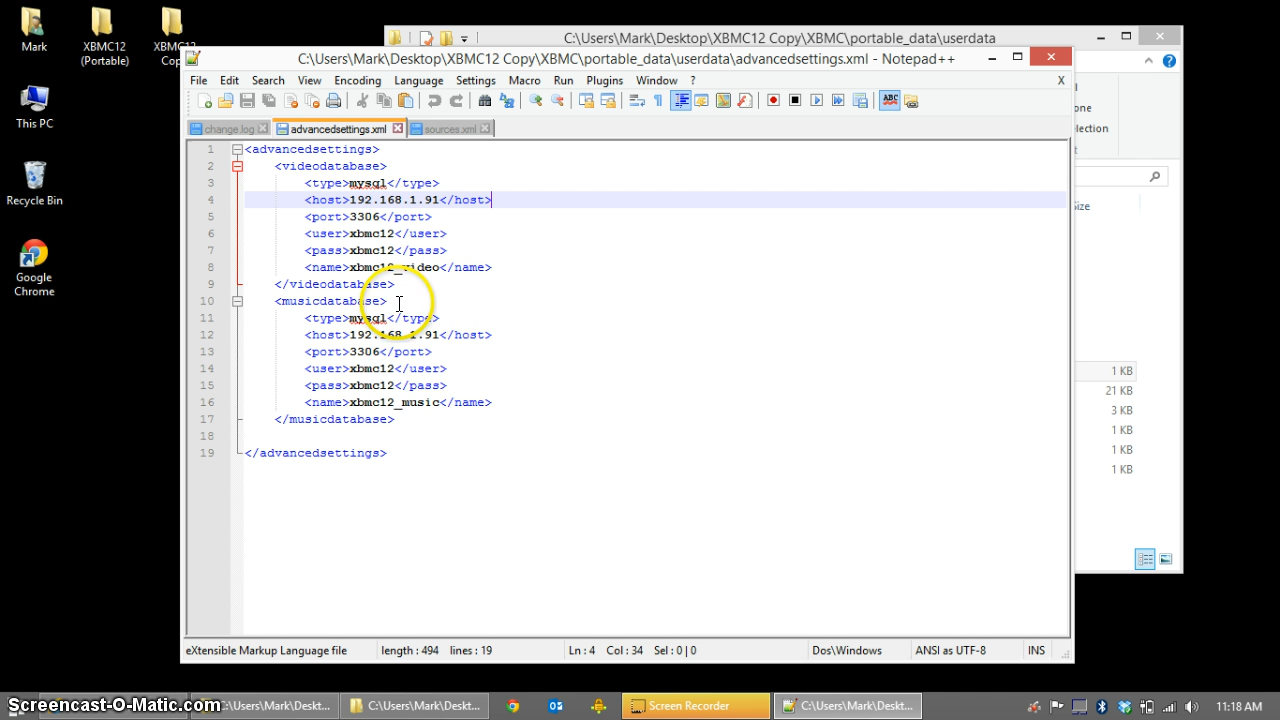 Mark
XBMC12
(Portable)
XBMC12
Cop
This PC
Recycle Bin
Google
Chrome
C:\Users\Mark\Desktop\XBMC12 Copy\XBMC\portable_data\userdata
C:\Users\Mark\Desktop\XBMC12 Copy\XBMC\portable_data\userdata\advancedsettings.xml - Notepad++
File Edit Search View Encoding Language Settings Macro Run Plugins Window ? X
change.log advancedsettings.xml sources.xml
1 <advancedsettings>
2 <videodatabase>
3 <type>mysql</type>
4 <host>192.168.1.91</host>
5 <port>3306</port>
6 <user>xbmc12</user>
7 <pass>xbmc12</pass>
8 <name>xbmc12_video</name>
9 </videodatabase>
10 <musicdatabase>
11 <type>mysql</type>
12 <host>192.168.1.91</host>
13 <port>3306</port>
14 <user>xbmc12</user>
15 <pass>xbmc12</pass>
16 <name>xbmc12_music</name>
17 </musicdatabase>
18
19 </advancedsettings>
one
lection
ize
1 KB
21 KB
3 KB
1 KB
1 KB
1 KB
eXtensible Markup Language file length : 494 lines : 19 Ln : 4 Col : 34 Sel : 0 | 0 Dos\Windows ANSI as UTF-8 INS
Screencast-O-Matic.com
C:\Users\Mark\Deskt...
C:\Users\Mark\Deskt...
Screen Recorder
C:\Users\Mark\Deskt...
11:18 AM